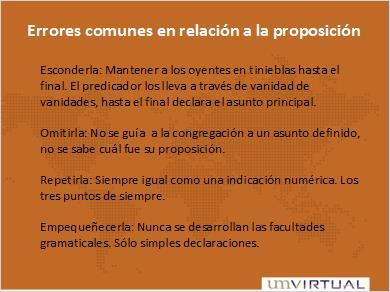 Errores comunes en relación a la proposición
Esconderla: Mantener a los oyentes en tinieblas hasta el
final. El predicador los lleva a través de vanidad de
vanidades, hasta el final declara el asunto principal.
Omitirla: No se guía a la congregación a un asunto definido,
no se sabe cuál fue su proposición.
Repetirla: Siempre igual como una indicación numérica. Los
tres puntos de siempre.
Empequeñecerla: Nunca se desarrollan las facultades
gramaticales. Sólo simples declaraciones.
umVIRTUAL